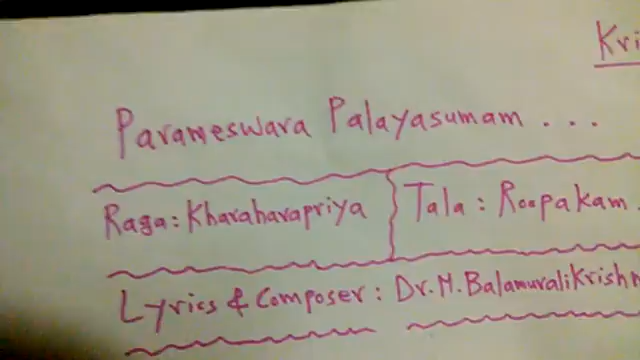 Kri
Parameswara Palayasumam . . .
Raga: Kharaharapriya
Tala : Roopakam.
Lyrics & Composer : Dr. M. Balamuralikrishn